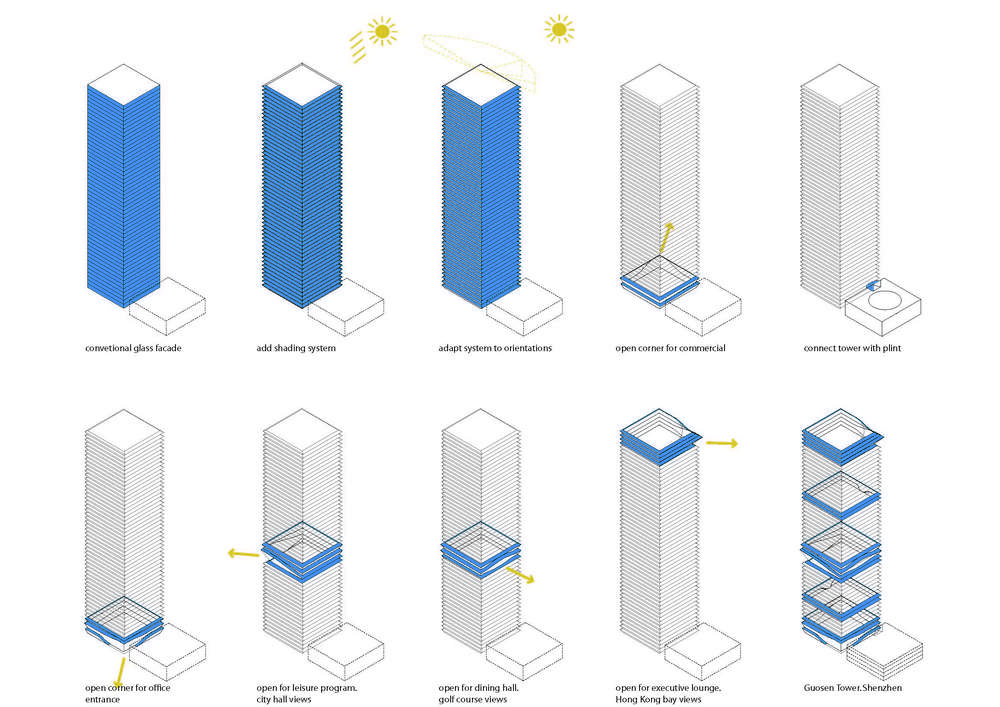 convetional glass facade
add shading system
adapt system to orientations
open corner for commercial
connect tower with plint
open corner for office
entrance
open for leisure program.
city hall views
open for dining hall.
golf course views
open for executive lounge.
Hong Kong bay views
Guosen Tower.Shenzhen